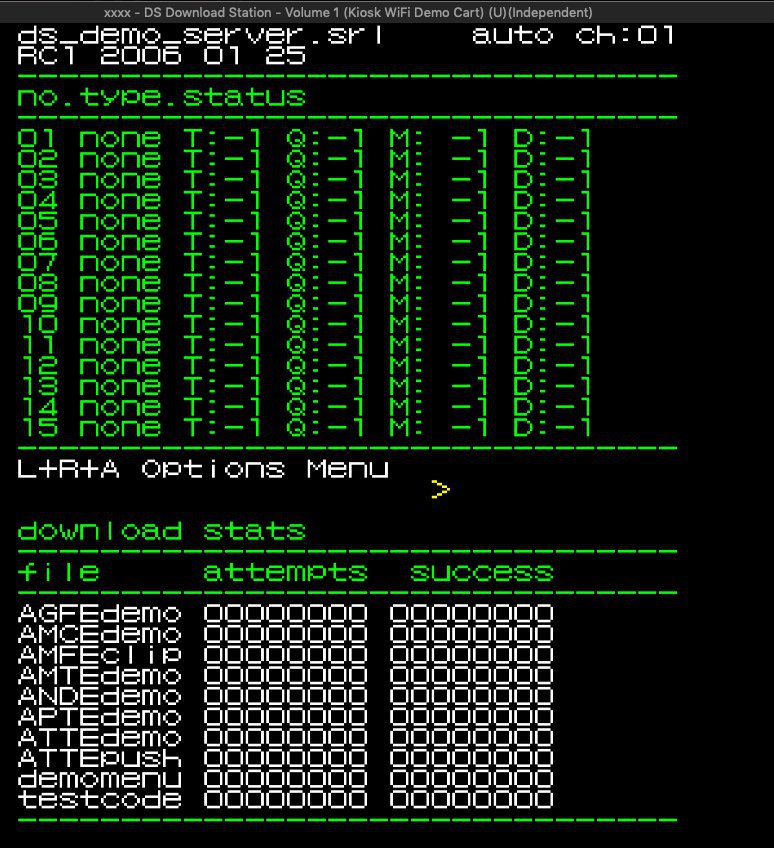 xxxx - DS Download Station - Volume 1 (Kiosk WiFi Demo Cart) (U)(Independent)
ds_demo_server.srl auto ch:01
RC1 2006 01 25
no.type.status
01 none T:-1 Q:-1 M: -1 D:-1
02 none T:-1 Q:-1 M: -1 D:-1
03 none T:-1 Q:-1 M: -1 D:-1
04 none T:-1 Q:-1 M: -1 D:-1
05 none T:-1 Q:-1 M: -1 D:-1
06 none T:-1 Q:-1 M: -1 D:-1
07 none T:-1 Q:-1 M: -1 D:-1
08 none T:-1 Q:-1 M: -1 D:-1
09 none T:-1 Q:-1 M: -1 D:-1
10 none T:-1 Q:-1 M: -1 D:-1
11 none T:-1 Q:-1 M: -1 D:-1
12 none T:-1 Q:-1 M: -1 D:-1
13 none T:-1 Q:-1 M: -1 D:-1
14 none T:-1 Q:-1 M: -1 D:-1
15 none T:-1 Q:-1 M: -1 D:-1
L+R+A Options Menu
>
download stats
file attempts success
AGFEdemo 00000000 00000000
AMCEdemo 00000000 00000000
AMFEclip 00000000 00000000
AMTEdemo 00000000 00000000
ANDEdemo 00000000 00000000
APTEdemo 00000000 00000000
ATTEdemo 00000000 00000000
ATTEpush 00000000 00000000
demomenu 00000000 00000000
testcode 00000000 00000000